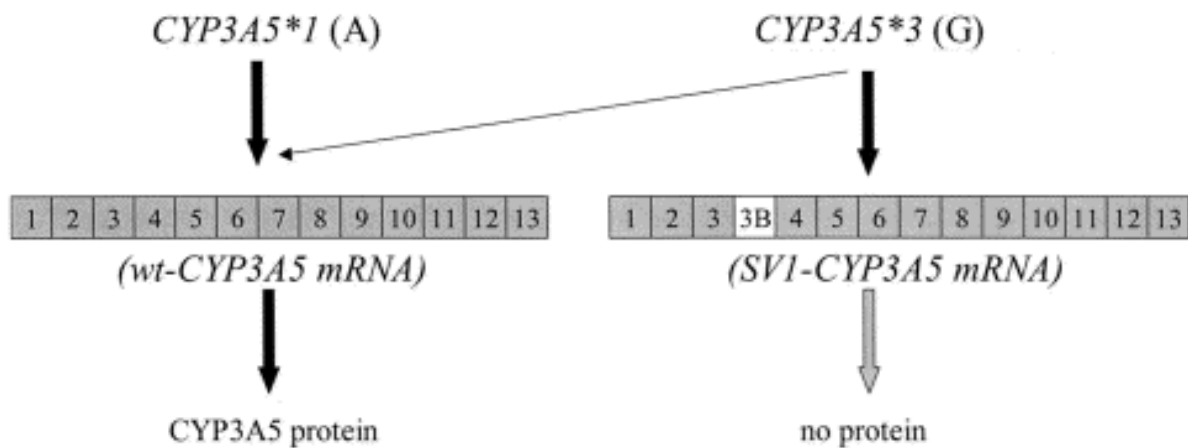 CYP3A5*1 (A) CYP3A5*3 (G)
1 2 3 4 5 6 7 8 9 10 11 12 13 1 2 3 3B 4 5 6 7 8 9 10 11 12 13
(wt-CYP3A5 mRNA) (SV1-CYP3A5 mRNA)
CYP3A5 protein no protein